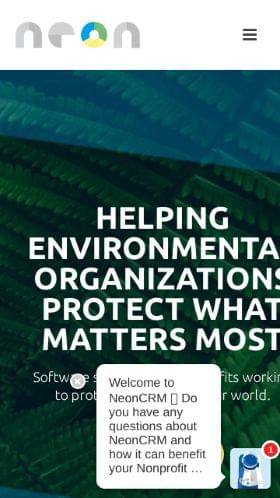 neon
HELPING
ENVIRONMENTA
ORGANIZATIONS
PROTECT WHAT
MATTERS MOST
fits workin
to prot r world.
Welcome to
NeonCRM ▯ Do
you have any
questions about
NeonCRM and
how it can benefit
your Nonprofit ...
1